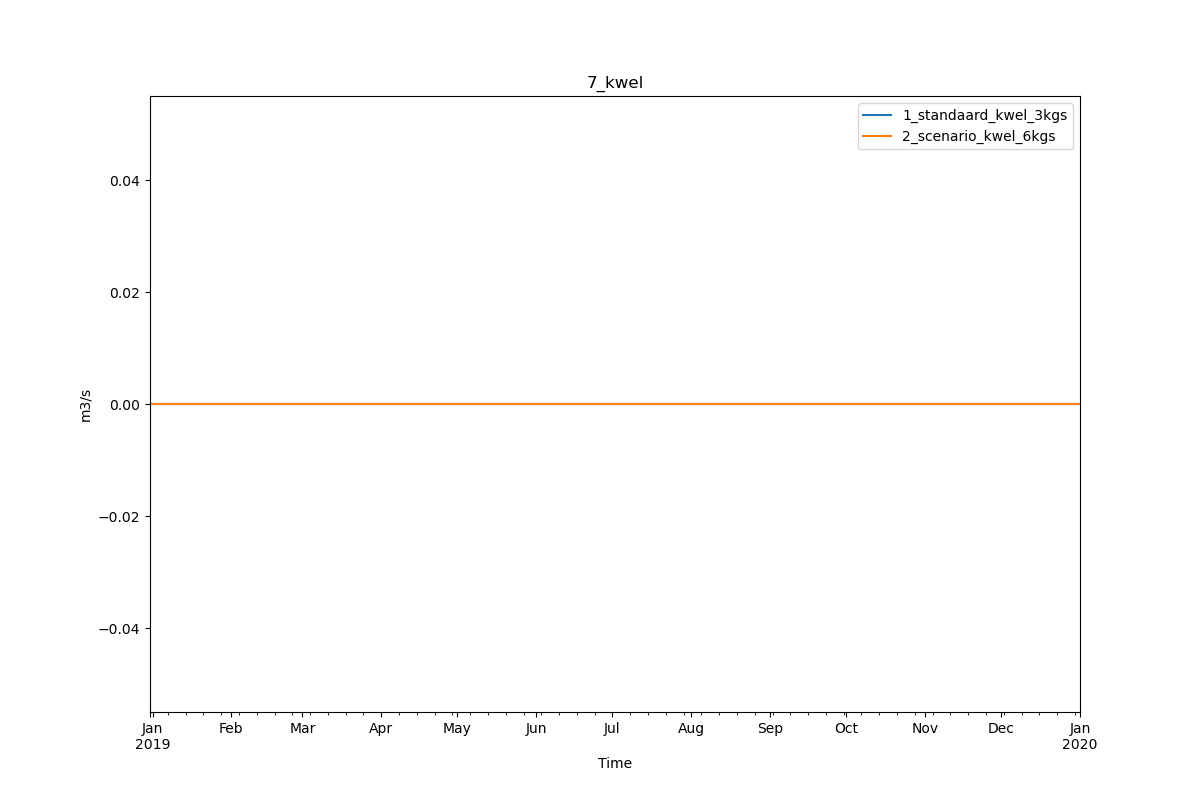 7_kwel
1_standaard_kwel_3kgs
2_scenario_kwel_6kgs
0.04
0.02
0.00
−0.02
−0.04
m3/s
Jan Feb Mar Apr May Jun Jul Aug Sep Oct Nov Dec Jan
2019 2020
Time